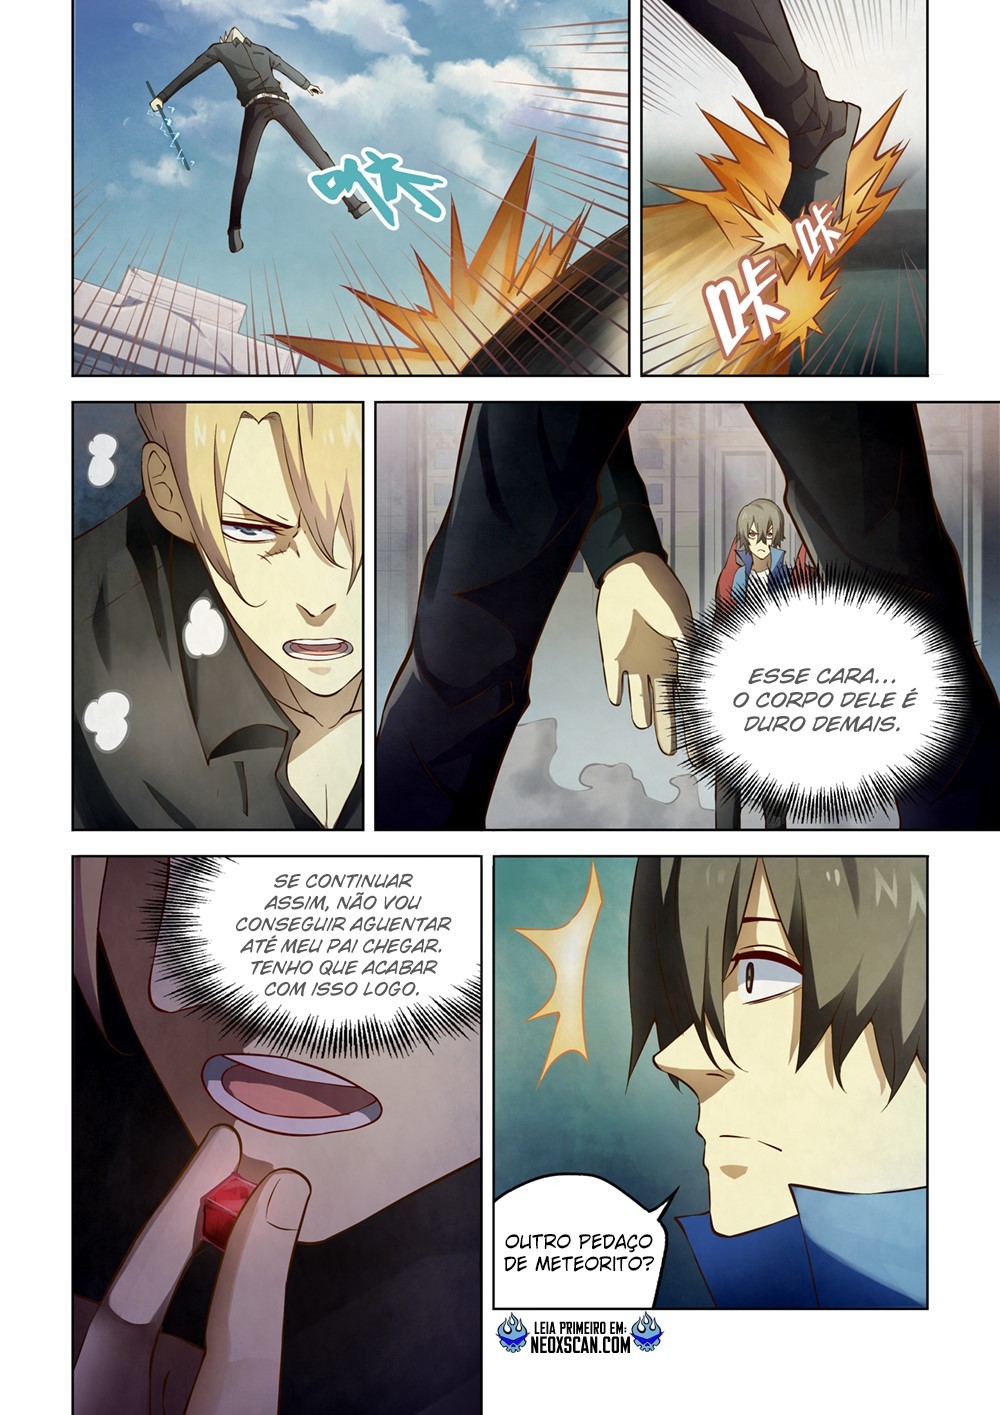 咔
咔
ESSE CARA...
O CORPO DELE É
DURO DEMAIS.
SE CONTINUAR
ASSIM, NÃO VOU
CONSEGUIR AGUENTAR
ATÉ MEU PAI CHEGAR.
TENHO QUE ACABAR
COM ISSO LOGO.
OUTRO PEDAÇO
DE METEORITO?
LEIA PRIMEIRO EM:
NEOXSCAN.COM